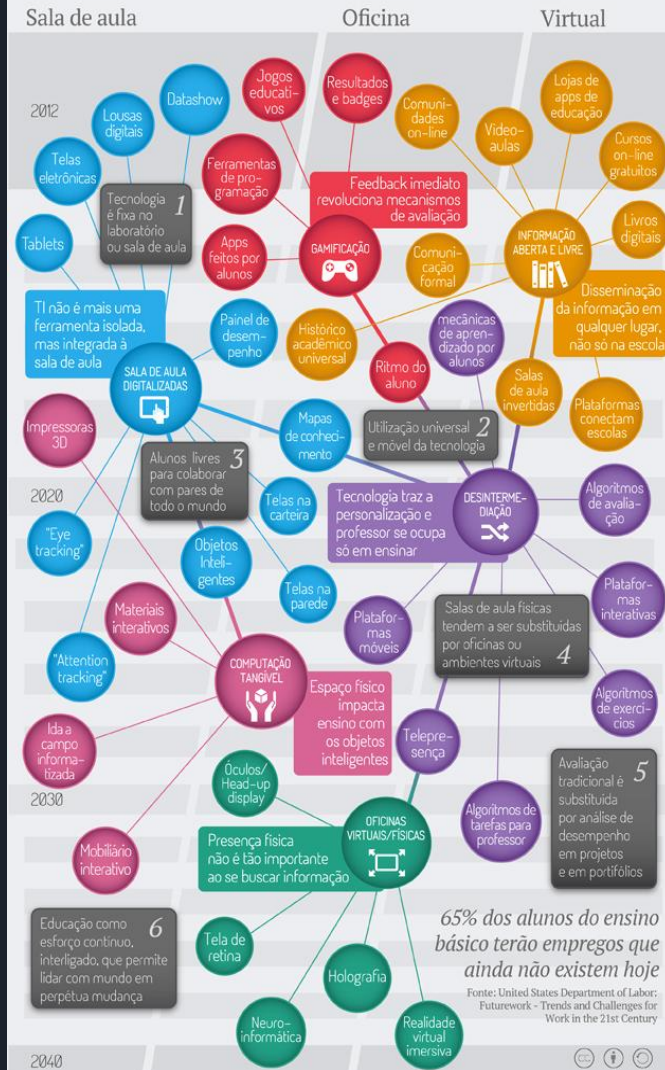 Sala de aula
Oficina
Virtual
2012
Lousas
digitais
Datashow
Jogos
educati-
vos
Resultados
e badges
Comuni-
dades
on-line
Video-
aulas
Lojas de
apps de
educação
Cursos
on-line
gratuitos
Telas
eletrônicas
Tablets
Tecnologia
é fixa no
laboratório
ou sala de aula
1
Ferramentas
de pro-
gramação
Apps
feitos por
alunos
Feedback imediato
revoluciona mecanismos
de avaliação
GAMIFICAÇÃO
Comuni-
cação
formal
INFORMAÇÃO
ABERTA E LIVRE
Livros
digitais
TI não é mais uma
ferramenta isolada,
mas integrada à
sala de aula
Painel de
desem-
penho
Histórico
acadêmico
universal
mecânicas
de apren-
dizado por
alunos
Disseminação
da informação em
qualquer lugar,
não só na escola
SALA DE AULA
DIGITALIZADAS
Ritmo do
aluno
Salas
de aula
invertidas
Plataformas
conectam
escolas
Impressoras
3D
Mapas
de conheci-
mento
Utilização universal
e móvel da tecnologia
2
Alunos livres
para colaborar
com pares de
todo o mundo
3
2020
"Eye
tracking"
Telas na
carteira
Tecnologia traz a
personalização e
professor se ocupa
só em ensinar
DESINTERME-
DIAÇÃO
Algoritmos
de avalia-
ção
Objetos
Inteli-
gentes
Telas na
parede
Materiais
interativos
Platafor-
mas
móveis
Salas de aula físicas
tendem a ser substituídas
por oficinas ou
ambientes virtuais
4
Platafor-
mas
interativas
"Attention
tracking"
COMPUTAÇÃO
TANGÍVEL
Espaço físico
impacta
ensino com
os objetos
inteligentes
Algoritmos
de exercí-
cios
Ida a
campo
informa-
tizada
Telepre-
sença
2030
Óculos/
Head-up
display
OFICINAS
VIRTUAIS/FÍSICAS
Algoritmos de
tarefas para
professor
Avaliação
tradicional é
substituída
por análise de
desempenho
em projetos
e em portifólios
5
Mobiliário
interativo
Presença física
não é tão importante
ao se buscar informação
Educação como
esforço contínuo,
interligado, que permite
lidar com mundo em
perpétua mudança
6
Tela de
retina
Holografia
Neuro-
informática
Realidade
virtual
imersiva
65% dos alunos do ensino
básico terão empregos que
ainda não existem hoje
Fonte: United States Department of Labor:
Futurework - Trends and Challenges for
Work in the 21st Century
2040
cc